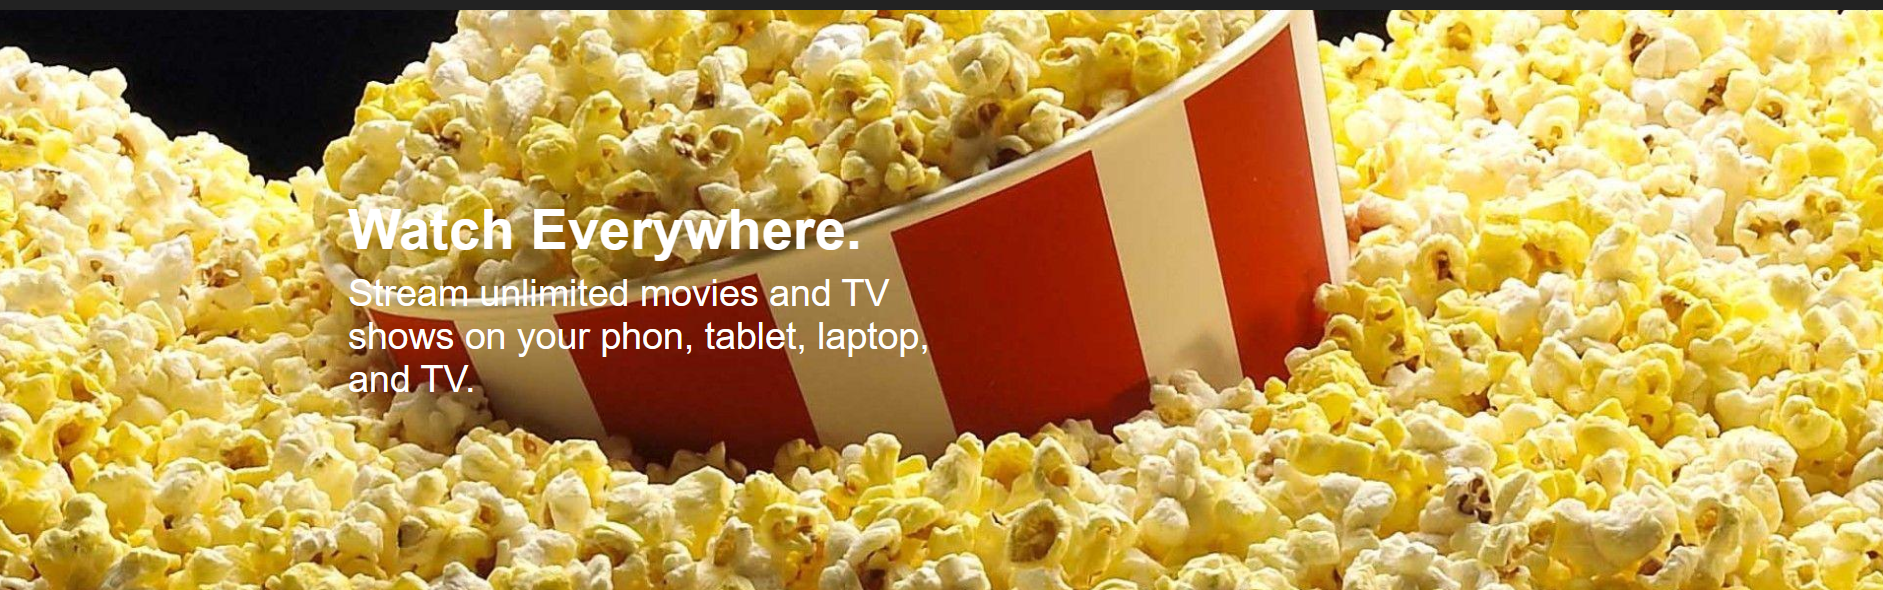 Watch Everywhere.
Stream unlimited movies and TV
shows on your phon, tablet, laptop,
and TV.